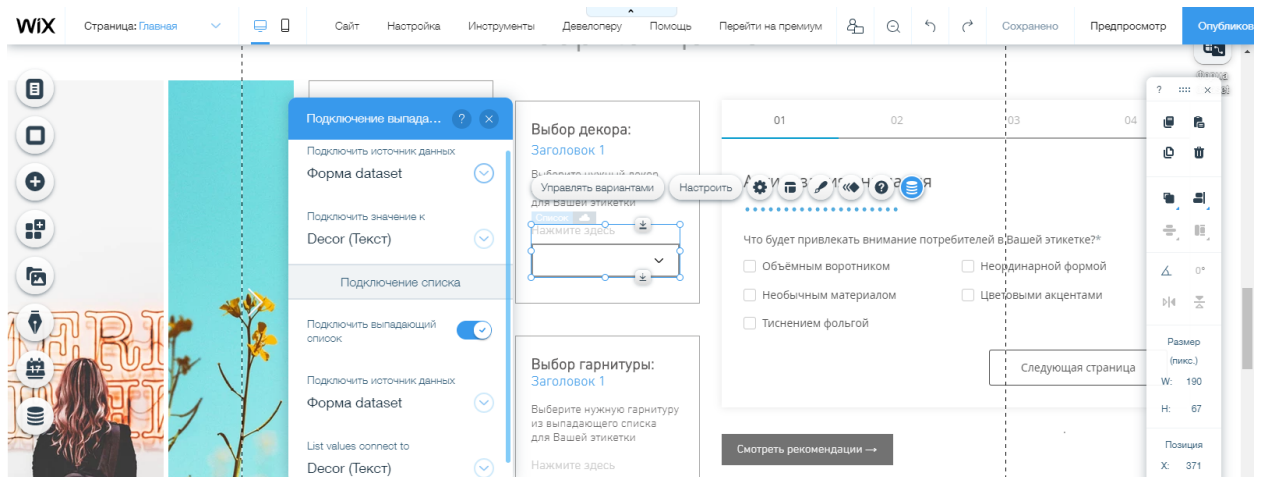 WiX
Страница: Главная
Сайт
Настройка
Инструменты
Девелоперу
Помощь
Перейти на премиум
Сохранено
Предпросмотр
Опубликов
Подключение выпада... ? ×
Подключить источник данных
Форма dataset
Подключить значение к
Decor (Текст)
Подключение списка
Подключить выпадающий
список
Подключить источник данных
Форма dataset
List values connect to
Decor (Текст)
Выбор декора:
Заголовок 1
для Вашей этикетки
Управлять вариантами
Настроить
Список
Нажмите здесь
Выбор гарнитуры:
Заголовок 1
Выберите нужную гарнитуру
из выпадающего списка
для Вашей этикетки
Нажмите здесь
01
02
03
04
Что будет привлекать внимание потребителей в Вашей этикетке?*
Объёмным воротником
Неординарной формой
Необычным материалом
Цветовыми акцентами
Тиснением фольгой
Следующая страница
Смотреть рекомендации →
? ×
0°
Размер
(пикс.)
W: 190
H: 67
Позиция
X: 371
17